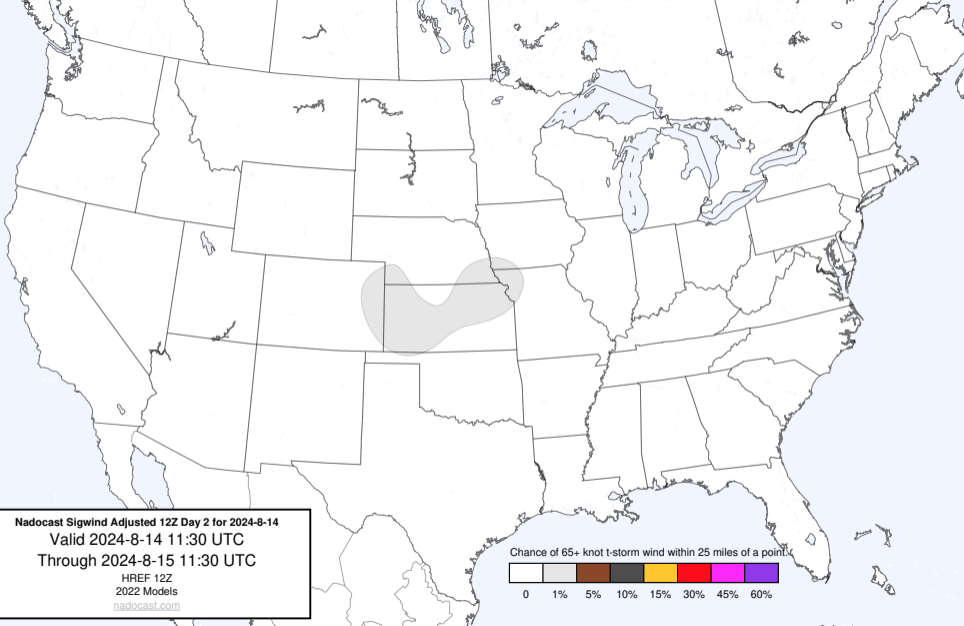 Nadocast Sigwind Adjusted 12Z Day 2 for 2024-8-14
Valid 2024-8-14 11:30 UTC
Through 2024-8-15 11:30 UTC
HREF 12Z
2022 Models
nadocast.com
Chance of 65+ knot t-storm wind within 25 miles of a point.
0 1% 5% 10% 15% 30% 45% 60%